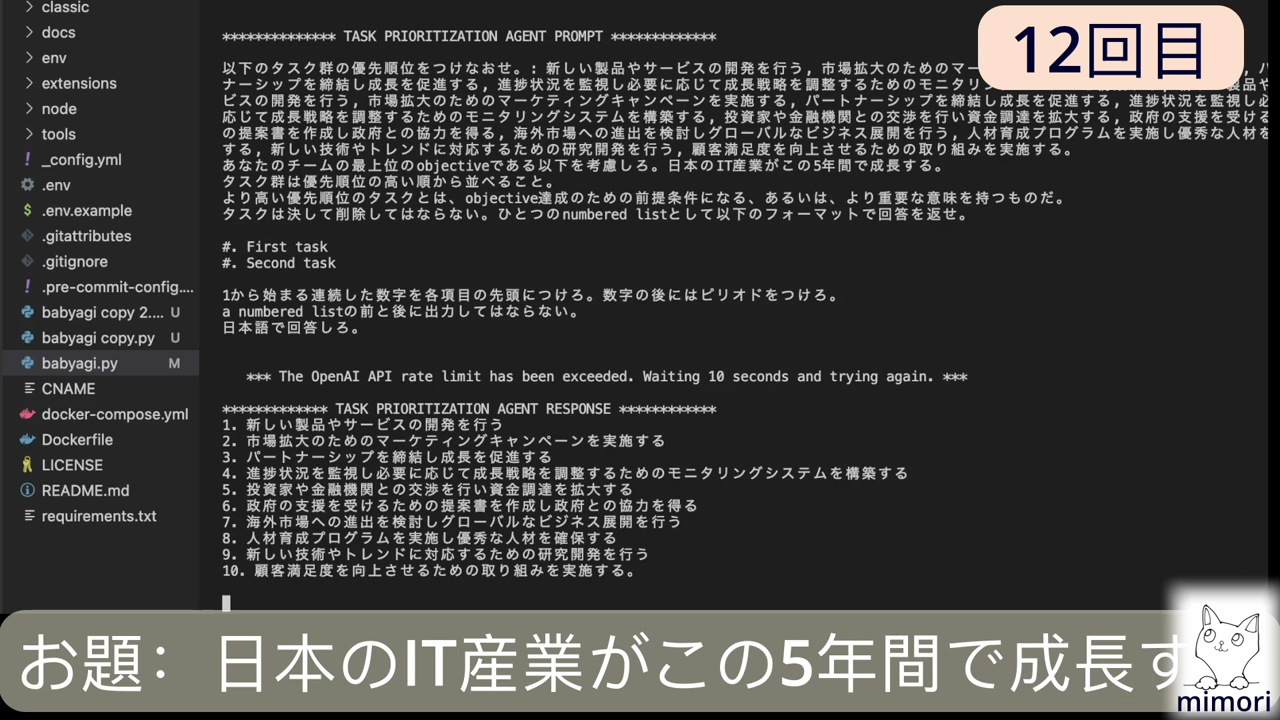 classic
docs
env
extensions
node
tools
_config.yml
.env
.env.example
.gitattributes
.gitignore
.pre-commit-config....
babyagi copy 2.... U
babyagi copy.py U
babyagi.py M
CNAME
docker-compose.yml
Dockerfile
LICENSE
README.md
requirements.txt
************** TASK PRIORITIZATION AGENT PROMPT *************
以下のタスク群の優先順位をつけなおせ。: 新しい製品やサービスの開発を行う, 市場拡大のためのマー
ナーシップを締結し成長を促進する, 進捗状況を監視し必要に応じて成長戦略を調整するためのモニタリン
ビスの開発を行う, 市場拡大のためのマーケティングキャンペーンを実施する, パートナーシップを締結し成長を促進する, 進捗状況を監視し必
応じて成長戦略を調整するためのモニタリングシステムを構築する, 投資家や金融機関との交渉を行い資金調達を拡大する, 政府の支援を受ける
の提案書を作成し政府との協力を得る, 海外市場への進出を検討しグローバルなビジネス展開を行う, 人材育成プログラムを実施し優秀な人材を
する, 新しい技術やトレンドに対応するための研究開発を行う, 顧客満足度を向上させるための取り組みを実施する。
あなたのチームの最上位のobjectiveである以下を考慮しろ。日本のIT産業がこの5年間で成長する。
タスク群は優先順位の高い順から並べること。
より高い優先順位のタスクとは、objective達成のための前提条件になる、あるいは、より重要な意味を持つものだ。
タスクは決して削除してはならない。ひとつのnumbered listとして以下のフォーマットで回答を返せ。
#. First task
#. Second task
1から始まる連続した数字を各項目の先頭につけろ。数字の後にはピリオドをつけろ。
a numbered listの前と後に出力してはならない。
日本語で回答しろ。
*** The OpenAI API rate limit has been exceeded. Waiting 10 seconds and trying again. ***
************* TASK PRIORITIZATION AGENT RESPONSE ************
1. 新しい製品やサービスの開発を行う
2. 市場拡大のためのマーケティングキャンペーンを実施する
3. パートナーシップを締結し成長を促進する
4. 進捗状況を監視し必要に応じて成長戦略を調整するためのモニタリングシステムを構築する
5. 投資家や金融機関との交渉を行い資金調達を拡大する
6. 政府の支援を受けるための提案書を作成し政府との協力を得る
7. 海外市場への進出を検討しグローバルなビジネス展開を行う
8. 人材育成プログラムを実施し優秀な人材を確保する
9. 新しい技術やトレンドに対応するための研究開発を行う
10. 顧客満足度を向上させるための取り組みを実施する。
12回目
お題： 日本のIT産業がこの5年間で成長す
mimori